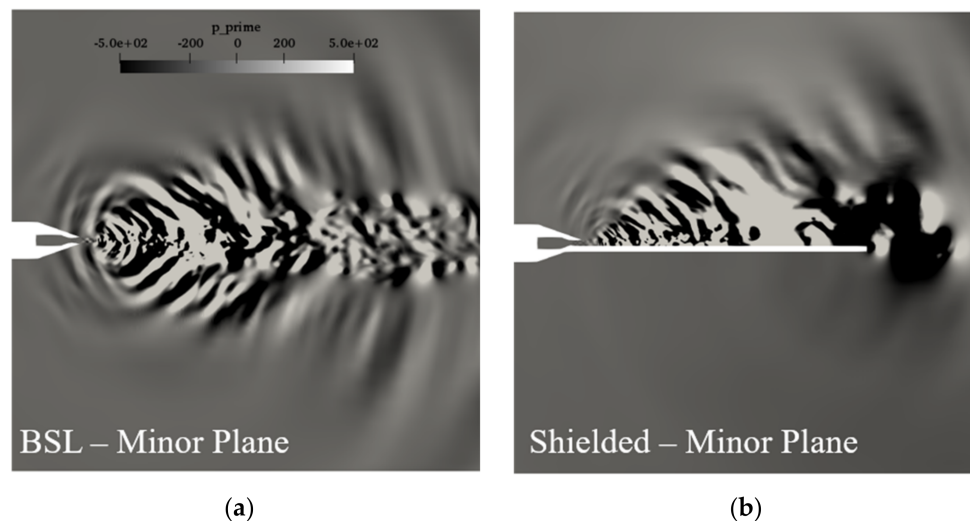 p_prime
-5.0e+02 -200 0 200 5.0e+02
BSL – Minor Plane
Shielded – Minor Plane
(a)
(b)